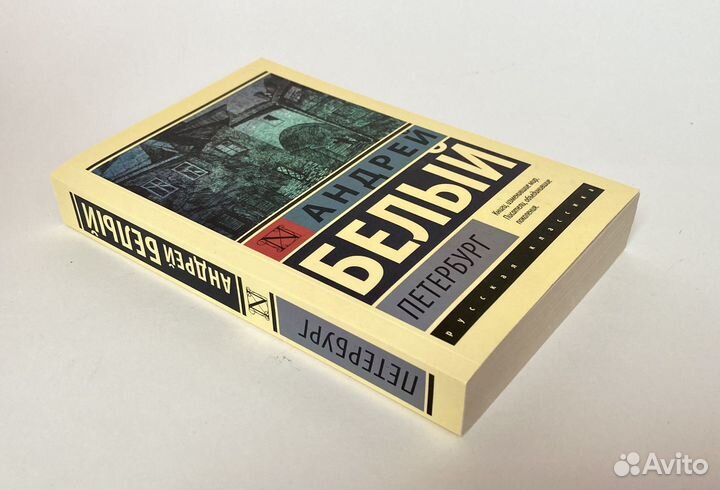 АНДРЕЙ
БЕЛЫЙ
ПЕТЕРБУРГ
Книги, изменившие мир.
Писатели, объединившие
поколения.
русская классика
АНДРЕЙ БЕЛЫЙ
ПЕТЕРБУРГ
Avito